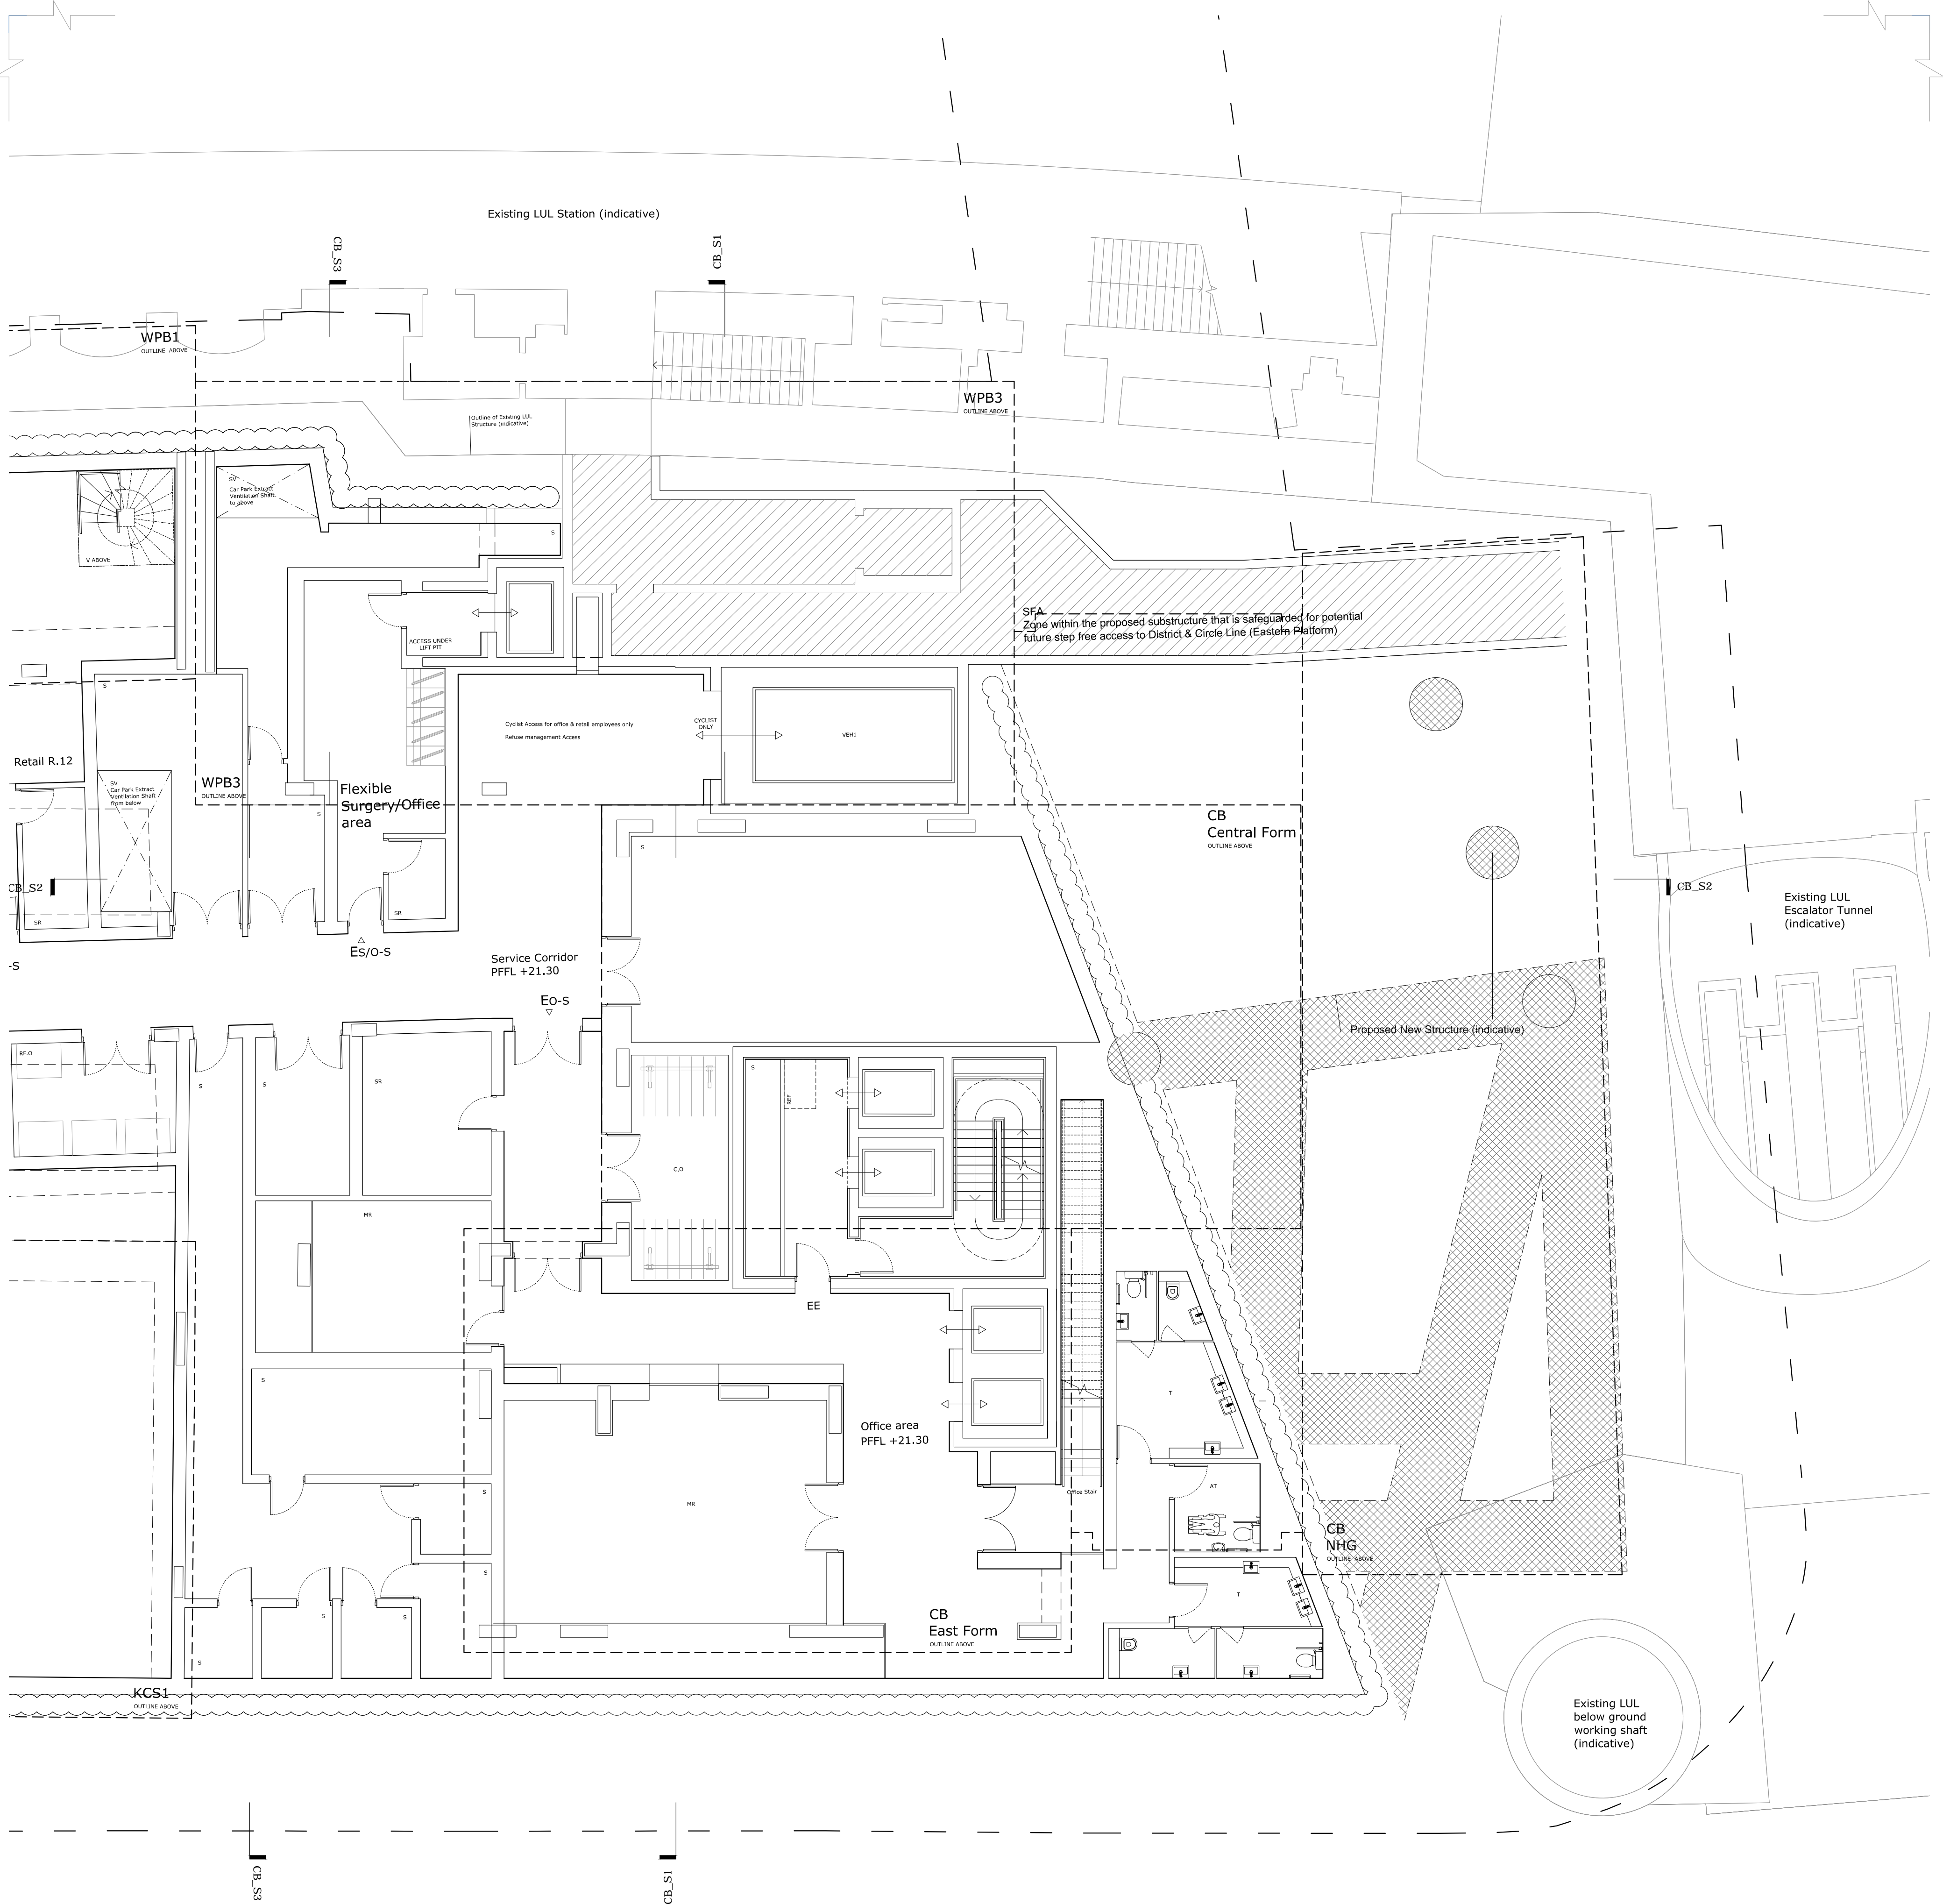 Existing LUL Station (indicative)
CB_S3
CB_S1
WPB1
OUTLINE ABOVE
WPB3
OUTLINE ABOVE
Outline of Existing LUL
Structure (indicative)
SV
Car Park Extract
Ventilation Shaft
to above
S
V ABOVE
ACCESS UNDER
LIFT PIT
SFA
Zone within the proposed substructure that is safeguarded for potential
future step free access to District & Circle Line (Eastern Platform)
S
Cyclist Access for office & retail employees only
Refuse management Access
CYCLIST
ONLY
VEH1
Retail R.12
SV
Car Park Extract
Ventilation Shaft
from below
WPB3
OUTLINE ABOVE
Flexible
Surgery/Office
area
S
CB
Central Form
OUTLINE ABOVE
S
CB_S2
CB_S2
SR
SR
Existing LUL
Escalator Tunnel
(indicative)
ES/O-S
-S
Service Corridor
PFFL +21.30
EO-S
Proposed New Structure (indicative)
RF.O
S
S
SR
S
REF
C,O
MR
EE
S
T
Office area
PFFL +21.30
S
MR
Office Stair
AT
CB
NHG
OUTLINE ABOVE
S
T
S
S
CB
East Form
OUTLINE ABOVE
S
KCS1
OUTLINE ABOVE
Existing LUL
below ground
working shaft
(indicative)
CB_S3
CB_S1